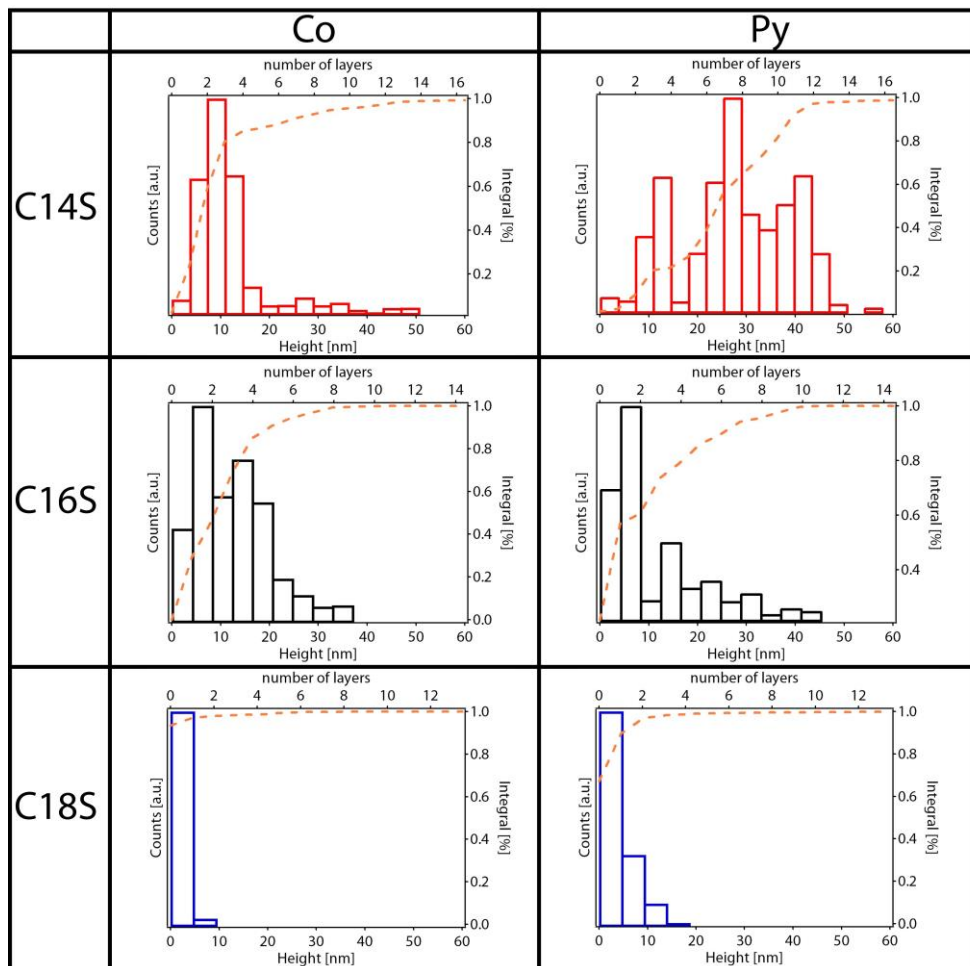 Co Py
C14S
number of layers
0 2 4 6 8 10 12 14 16
Counts [a.u.]
1.0
0.8
0.6
0.4
0.2
Integral [%]
0 10 20 30 40 50 60
Height [nm]
number of layers
0 2 4 6 8 10 12 14 16
Counts [a.u.]
1.0
0.8
0.6
0.4
0.2
Integral [%]
0 10 20 30 40 50 60
Height [nm]
C16S
number of layers
0 2 4 6 8 10 12 14
Counts [a.u.]
1.0
0.8
0.6
0.4
0.2
0.0
Integral [%]
0 10 20 30 40 50 60
Height [nm]
number of layers
0 2 4 6 8 10 12 14
Counts [a.u.]
1.0
0.8
0.6
0.4
Integral [%]
0 10 20 30 40 50 60
Height [nm]
C18S
number of layers
0 2 4 6 8 10 12
Counts [a.u.]
1.0
0.8
0.6
0.4
0.2
0.0
Integral [%]
0 10 20 30 40 50 60
Height [nm]
number of layers
0 2 4 6 8 10 12
Counts [a.u.]
1.0
0.8
0.6
0.4
0.2
0.0
Integral [%]
0 10 20 30 40 50 60
Height [nm]